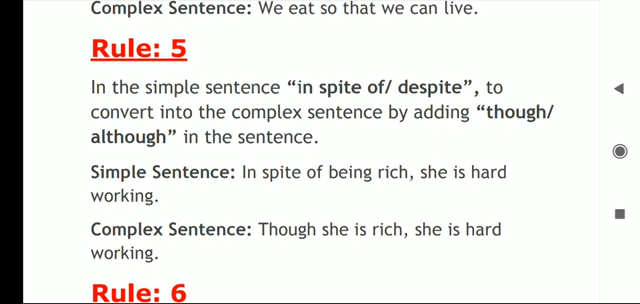 Complex Sentence: We eat so that we can live.
Rule: 5
In the simple sentence “in spite of/ despite”, to
convert into the complex sentence by adding “though/
although” in the sentence.
Simple Sentence: In spite of being rich, she is hard
working.
Complex Sentence: Though she is rich, she is hard
working.
Rule: 6